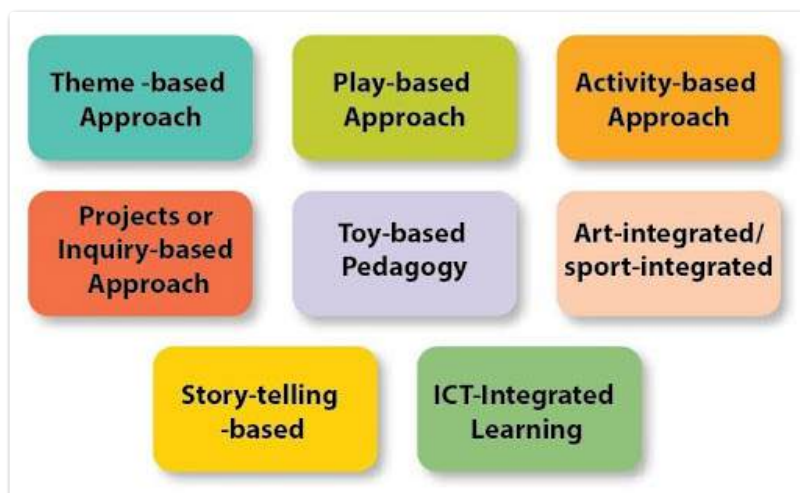 Theme -based
Approach
Play-based
Approach
Activity-based
Approach
Projects or
Inquiry-based
Approach
Toy-based
Pedagogy
Art-integrated/
sport-integrated
Story-telling
-based
ICT-Integrated
Learning